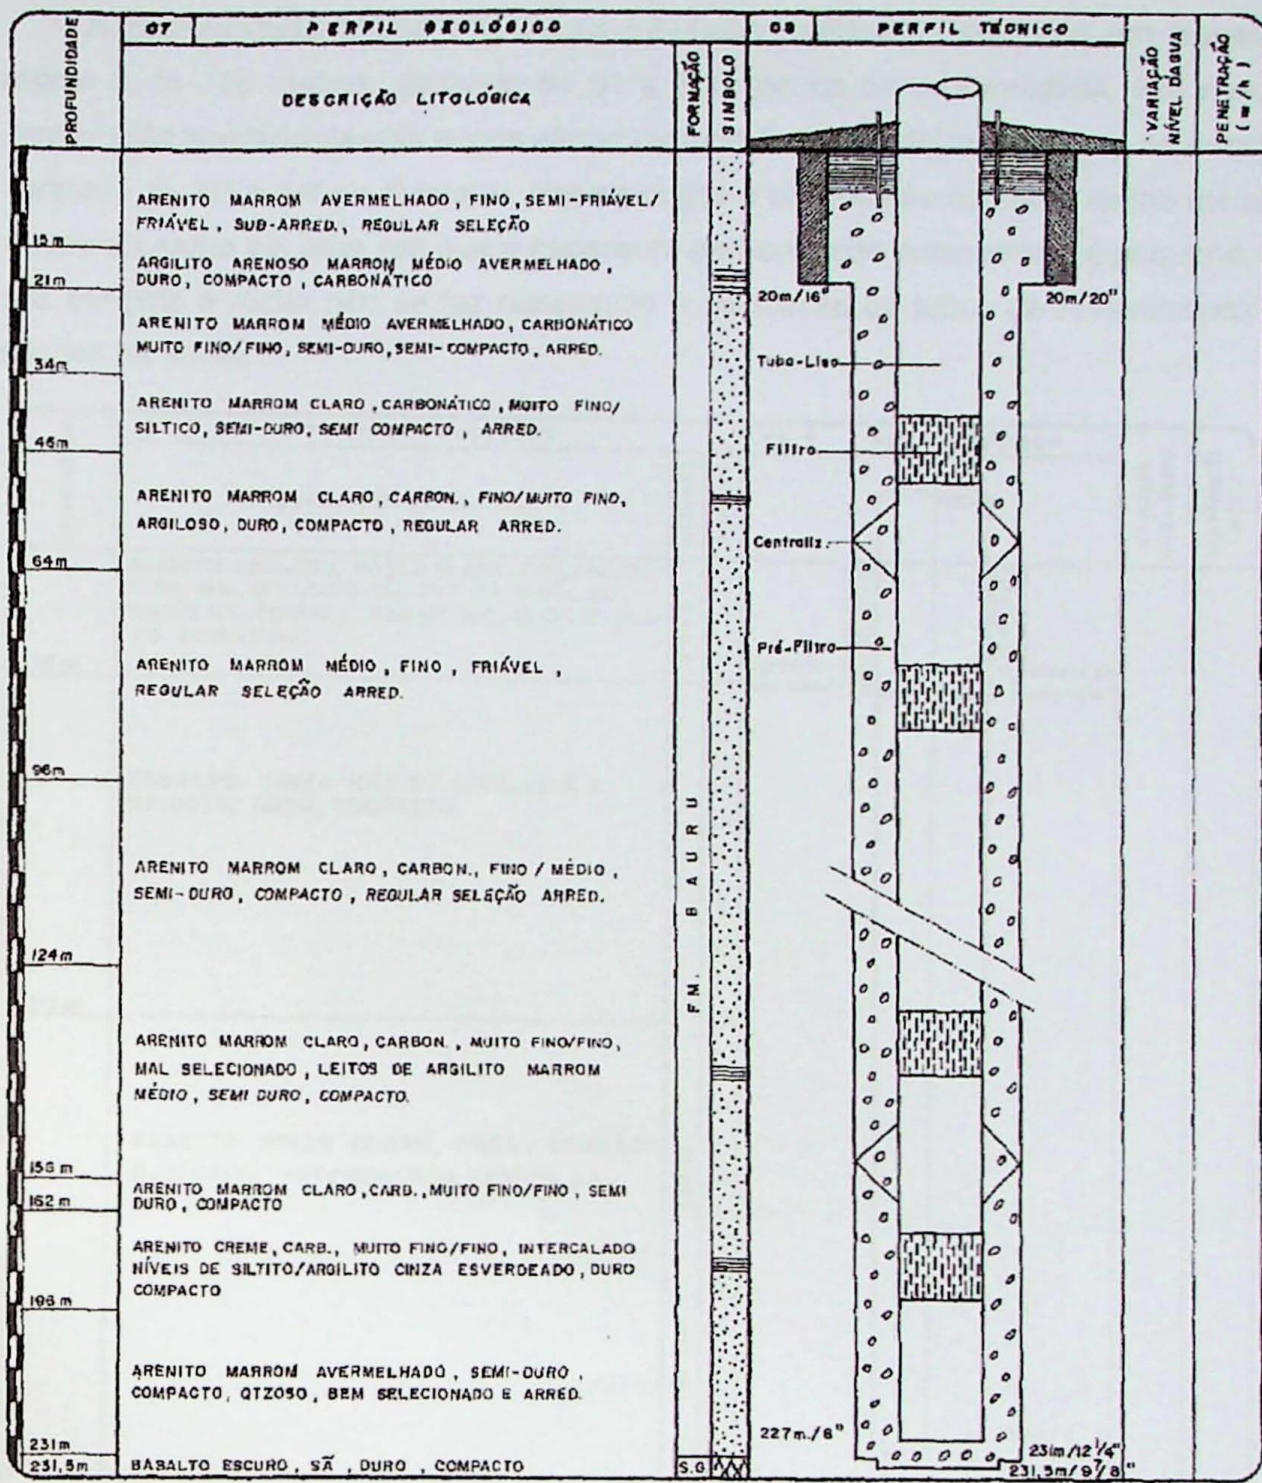 PROFUNDIDADE
07 PERFIL GEOLÓGICO
08 PERFIL TÉCNICO
DESCRIÇÃO LITOLÓGICA
FORMAÇÃO
SINBOLO
VARIAÇÃO
NÍVEL DÁGUA
PENETRAÇÃO
(m/h)
ARENITO MARROM AVERMELHADO, FINO, SEMI-FRIÁVEL/
FRIÁVEL, SUB-ARRED., REGULAR SELEÇÃO
15m
ARGILITO ARENOSO MARROM MÉDIO AVERMELHADO,
DURO, COMPACTO, CARBONÁTICO
21m
20m/16"
20m/20"
ARENITO MARROM MÉDIO AVERMELHADO, CARBONÁTICO
MUITO FINO/FINO, SEMI-DURO, SEMI-COMPACTO, ARRED.
34m
Tubo-Liso
ARENITO MARROM CLARO, CARBONÁTICO, MUITO FINO/
SILTICO, SEMI-DURO, SEMI COMPACTO, ARRED.
46m
Filtro
ARENITO MARROM CLARO, CARBON., FINO/MUITO FINO,
ARGILOSO, DURO, COMPACTO, REGULAR ARRED.
Centraliz.
64m
Pré-Filtro
ARENITO MARROM MÉDIO, FINO, FRIÁVEL,
REGULAR SELEÇÃO ARRED.
96m
FM. BAURU
ARENITO MARROM CLARO, CARBON., FINO / MÉDIO,
SEMI-DURO, COMPACTO, REGULAR SELEÇÃO ARRED.
124m
ARENITO MARROM CLARO, CARBON., MUITO FINO/FINO,
MAL SELECIONADO, LEITOS DE ARGILITO MARROM
MÉDIO, SEMI DURO, COMPACTO.
ARENITO MARROM CLARO, CARB., MUITO FINO/FINO, SEMI
DURO, COMPACTO
162m
ARENITO CREME, CARB., MUITO FINO/FINO, INTERCALADO
NÍVEIS DE SILTITO/ARGILITO CINZA ESVERDEADO, DURO
COMPACTO
ARENITO MARROM AVERMELHADO, SEMI-DURO,
COMPACTO, QTZOSO, BEM SELECIONADO E ARRED.
227m./8"
231m
231m/12 1/4"
231,5m
BASALTO ESCURO, SÃ, DURO, COMPACTO
S.G
231,5m/9 7/8"